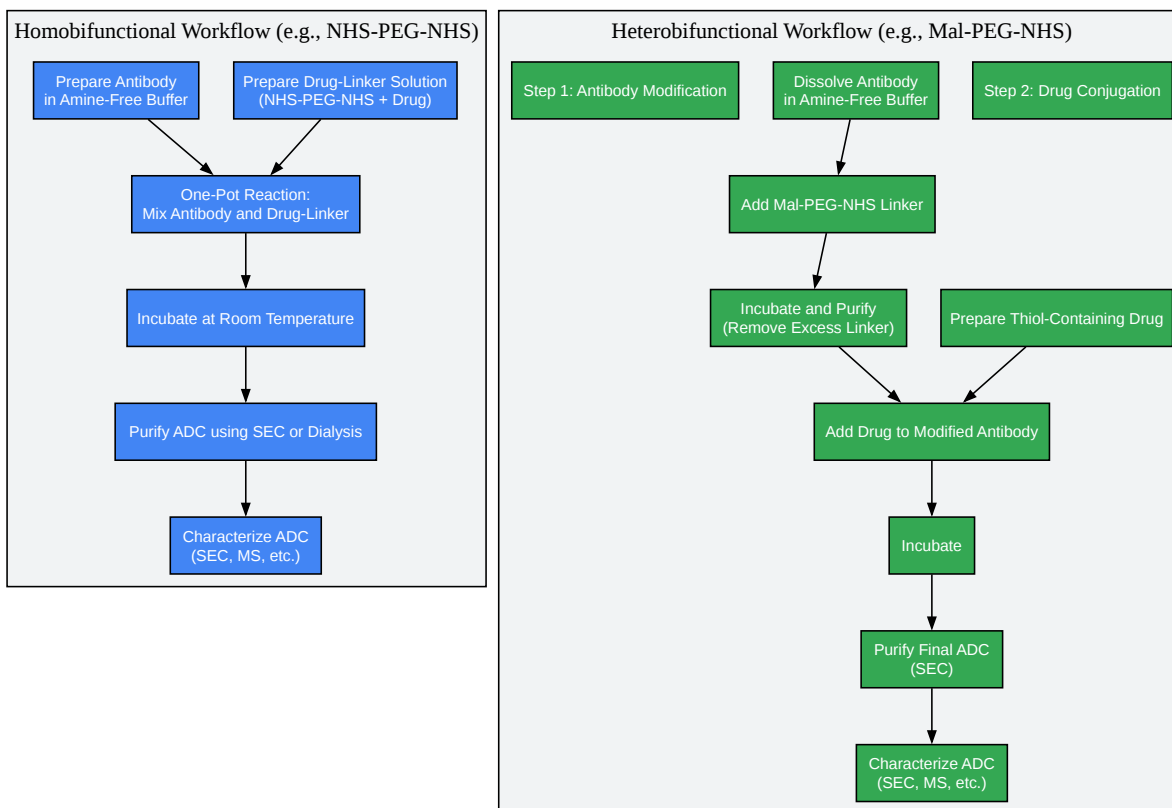 Homobifunctional Workflow (e.g., NHS-PEG-NHS)
Prepare Antibody
in Amine-Free Buffer
Prepare Drug-Linker Solution
(NHS-PEG-NHS + Drug)
One-Pot Reaction:
Mix Antibody and Drug-Linker
Incubate at Room Temperature
Purify ADC using SEC or Dialysis
Characterize ADC
(SEC, MS, etc.)
Heterobifunctional Workflow (e.g., Mal-PEG-NHS)
Step 1: Antibody Modification
Dissolve Antibody
in Amine-Free Buffer
Step 2: Drug Conjugation
Add Mal-PEG-NHS Linker
Incubate and Purify
(Remove Excess Linker)
Prepare Thiol-Containing Drug
Add Drug to Modified Antibody
Incubate
Purify Final ADC
(SEC)
Characterize ADC
(SEC, MS, etc.)